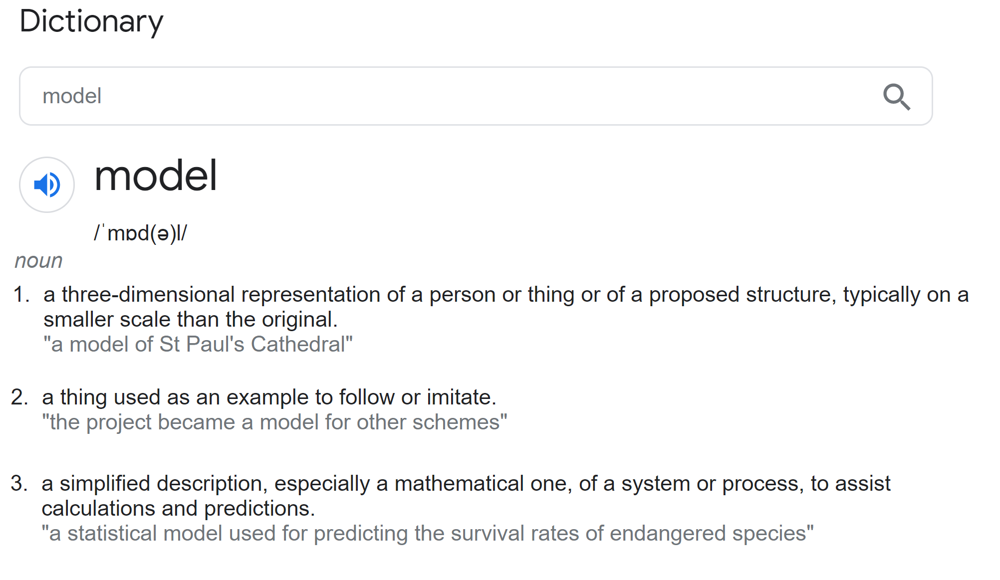 Dictionary
model
model
/ˈmɒd(ə)l/
noun
1. a three-dimensional representation of a person or thing or of a proposed structure, typically on a
smaller scale than the original.
"a model of St Paul's Cathedral"
2. a thing used as an example to follow or imitate.
"the project became a model for other schemes"
3. a simplified description, especially a mathematical one, of a system or process, to assist
calculations and predictions.
"a statistical model used for predicting the survival rates of endangered species"